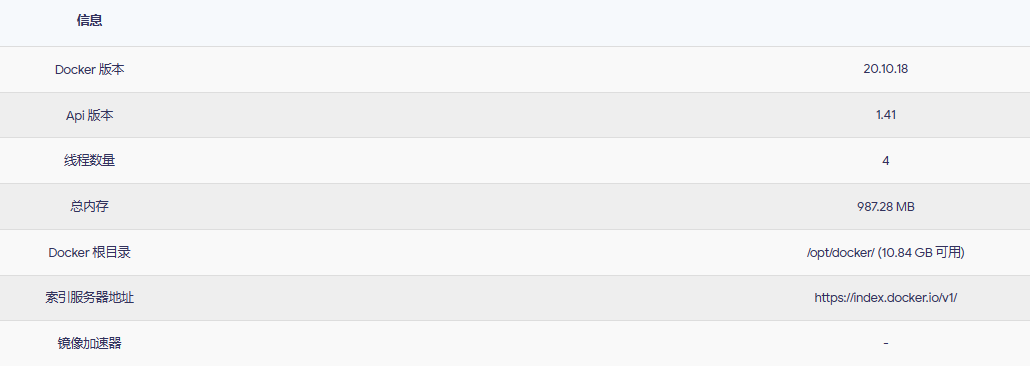 信息
Docker 版本 20.10.18
Api 版本 1.41
线程数量 4
总内存 987.28 MB
Docker 根目录 /opt/docker/ (10.84 GB 可用)
索引服务器地址 https://index.docker.io/v1/
镜像加速器 -